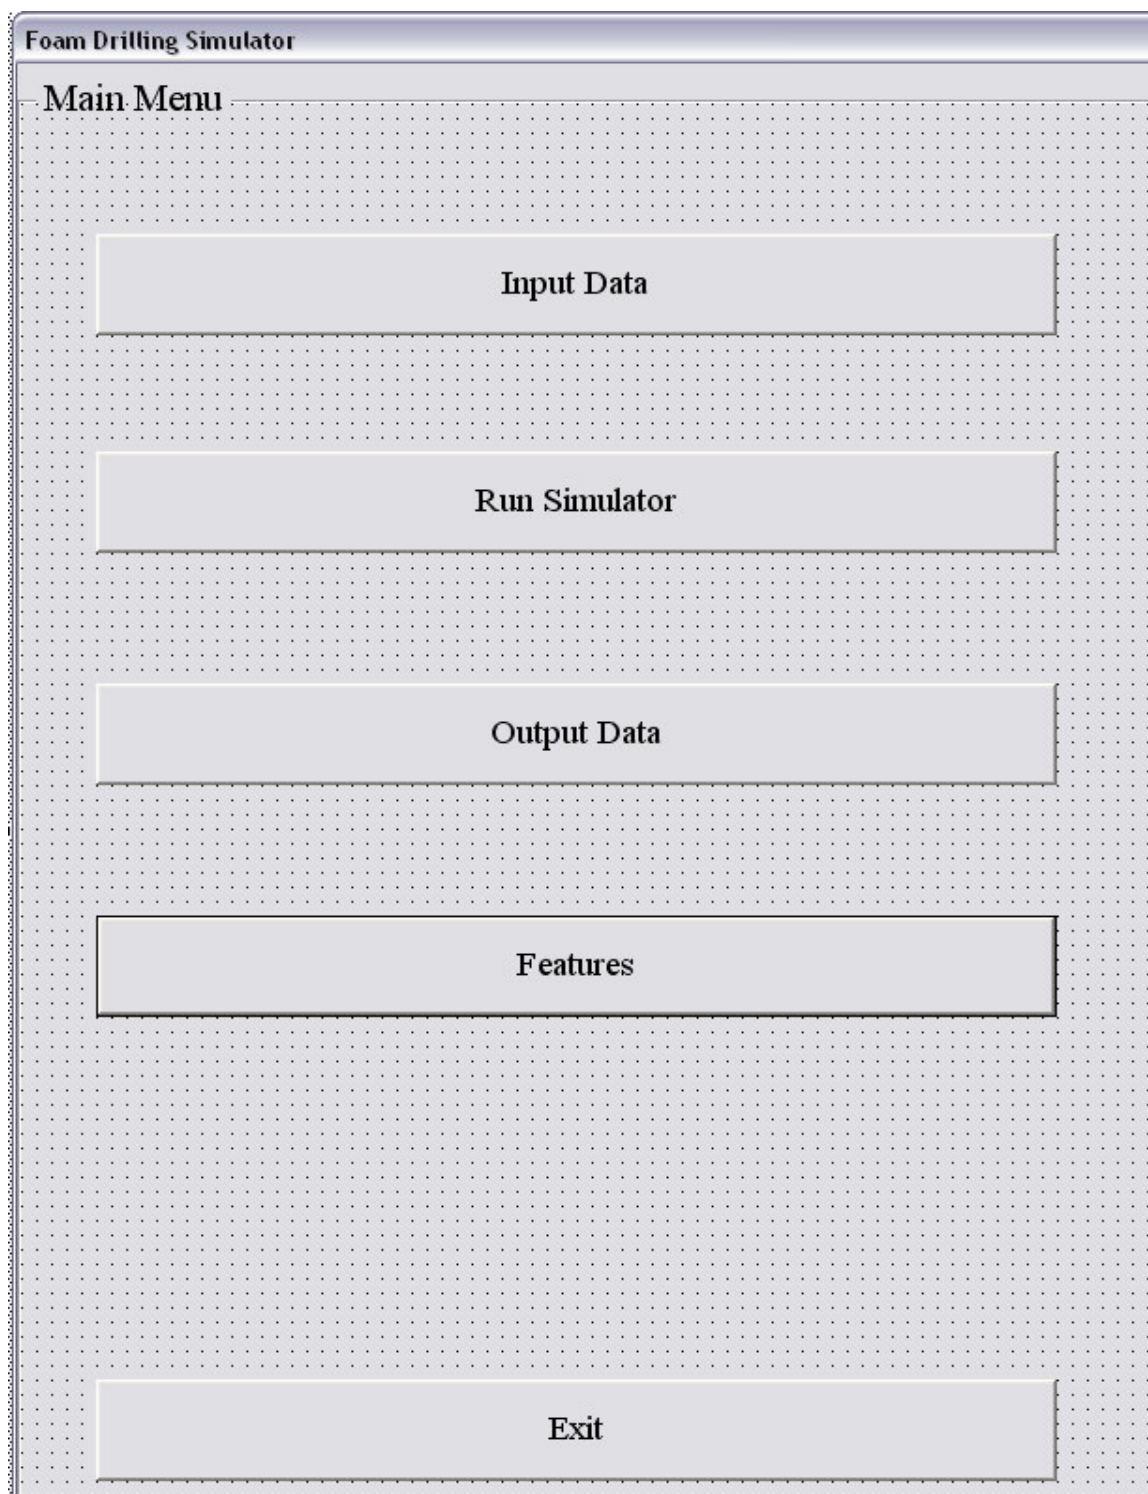 Foam Drilling Simulator
Main Menu
Input Data
Run Simulator
Output Data
Features
Exit